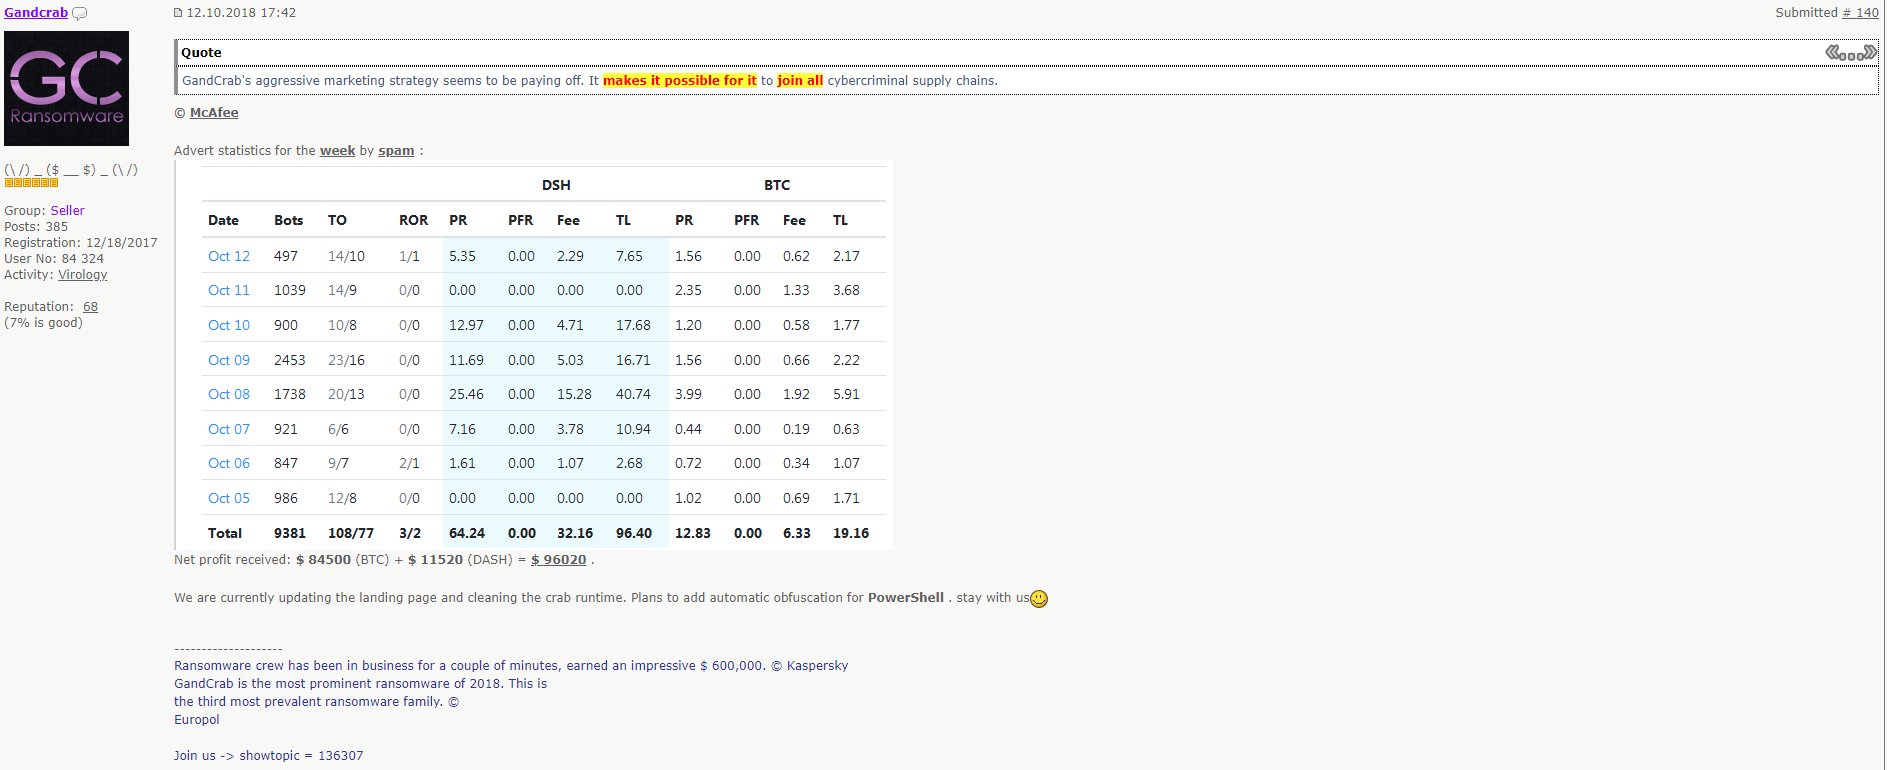 Gandcrab
12.10.2018 17:42
Submitted # 140
GC
Ransomware
(\ /) _ ($ __ $) _ (\ /)
Group: Seller
Posts: 385
Registration: 12/18/2017
User No: 84 324
Activity: Virology
Reputation: 68
(7% is good)
Quote
GandCrab's aggressive marketing strategy seems to be paying off. It makes it possible for it to join all cybercriminal supply chains.
© McAfee
Advert statistics for the week by spam :
DSH BTC
Date Bots TO ROR PR PFR Fee TL PR PFR Fee TL
Oct 12 497 14/10 1/1 5.35 0.00 2.29 7.65 1.56 0.00 0.62 2.17
Oct 11 1039 14/9 0/0 0.00 0.00 0.00 0.00 2.35 0.00 1.33 3.68
Oct 10 900 10/8 0/0 12.97 0.00 4.71 17.68 1.20 0.00 0.58 1.77
Oct 09 2453 23/16 0/0 11.69 0.00 5.03 16.71 1.56 0.00 0.66 2.22
Oct 08 1738 20/13 0/0 25.46 0.00 15.28 40.74 3.99 0.00 1.92 5.91
Oct 07 921 6/6 0/0 7.16 0.00 3.78 10.94 0.44 0.00 0.19 0.63
Oct 06 847 9/7 2/1 1.61 0.00 1.07 2.68 0.72 0.00 0.34 1.07
Oct 05 986 12/8 0/0 0.00 0.00 0.00 0.00 1.02 0.00 0.69 1.71
Total 9381 108/77 3/2 64.24 0.00 32.16 96.40 12.83 0.00 6.33 19.16
Net profit received: $ 84500 (BTC) + $ 11520 (DASH) = $ 96020 .
We are currently updating the landing page and cleaning the crab runtime. Plans to add automatic obfuscation for PowerShell . stay with us
--------------------
Ransomware crew has been in business for a couple of minutes, earned an impressive $ 600,000. © Kaspersky
GandCrab is the most prominent ransomware of 2018. This is
the third most prevalent ransomware family. ©
Europol
Join us -> showtopic = 136307